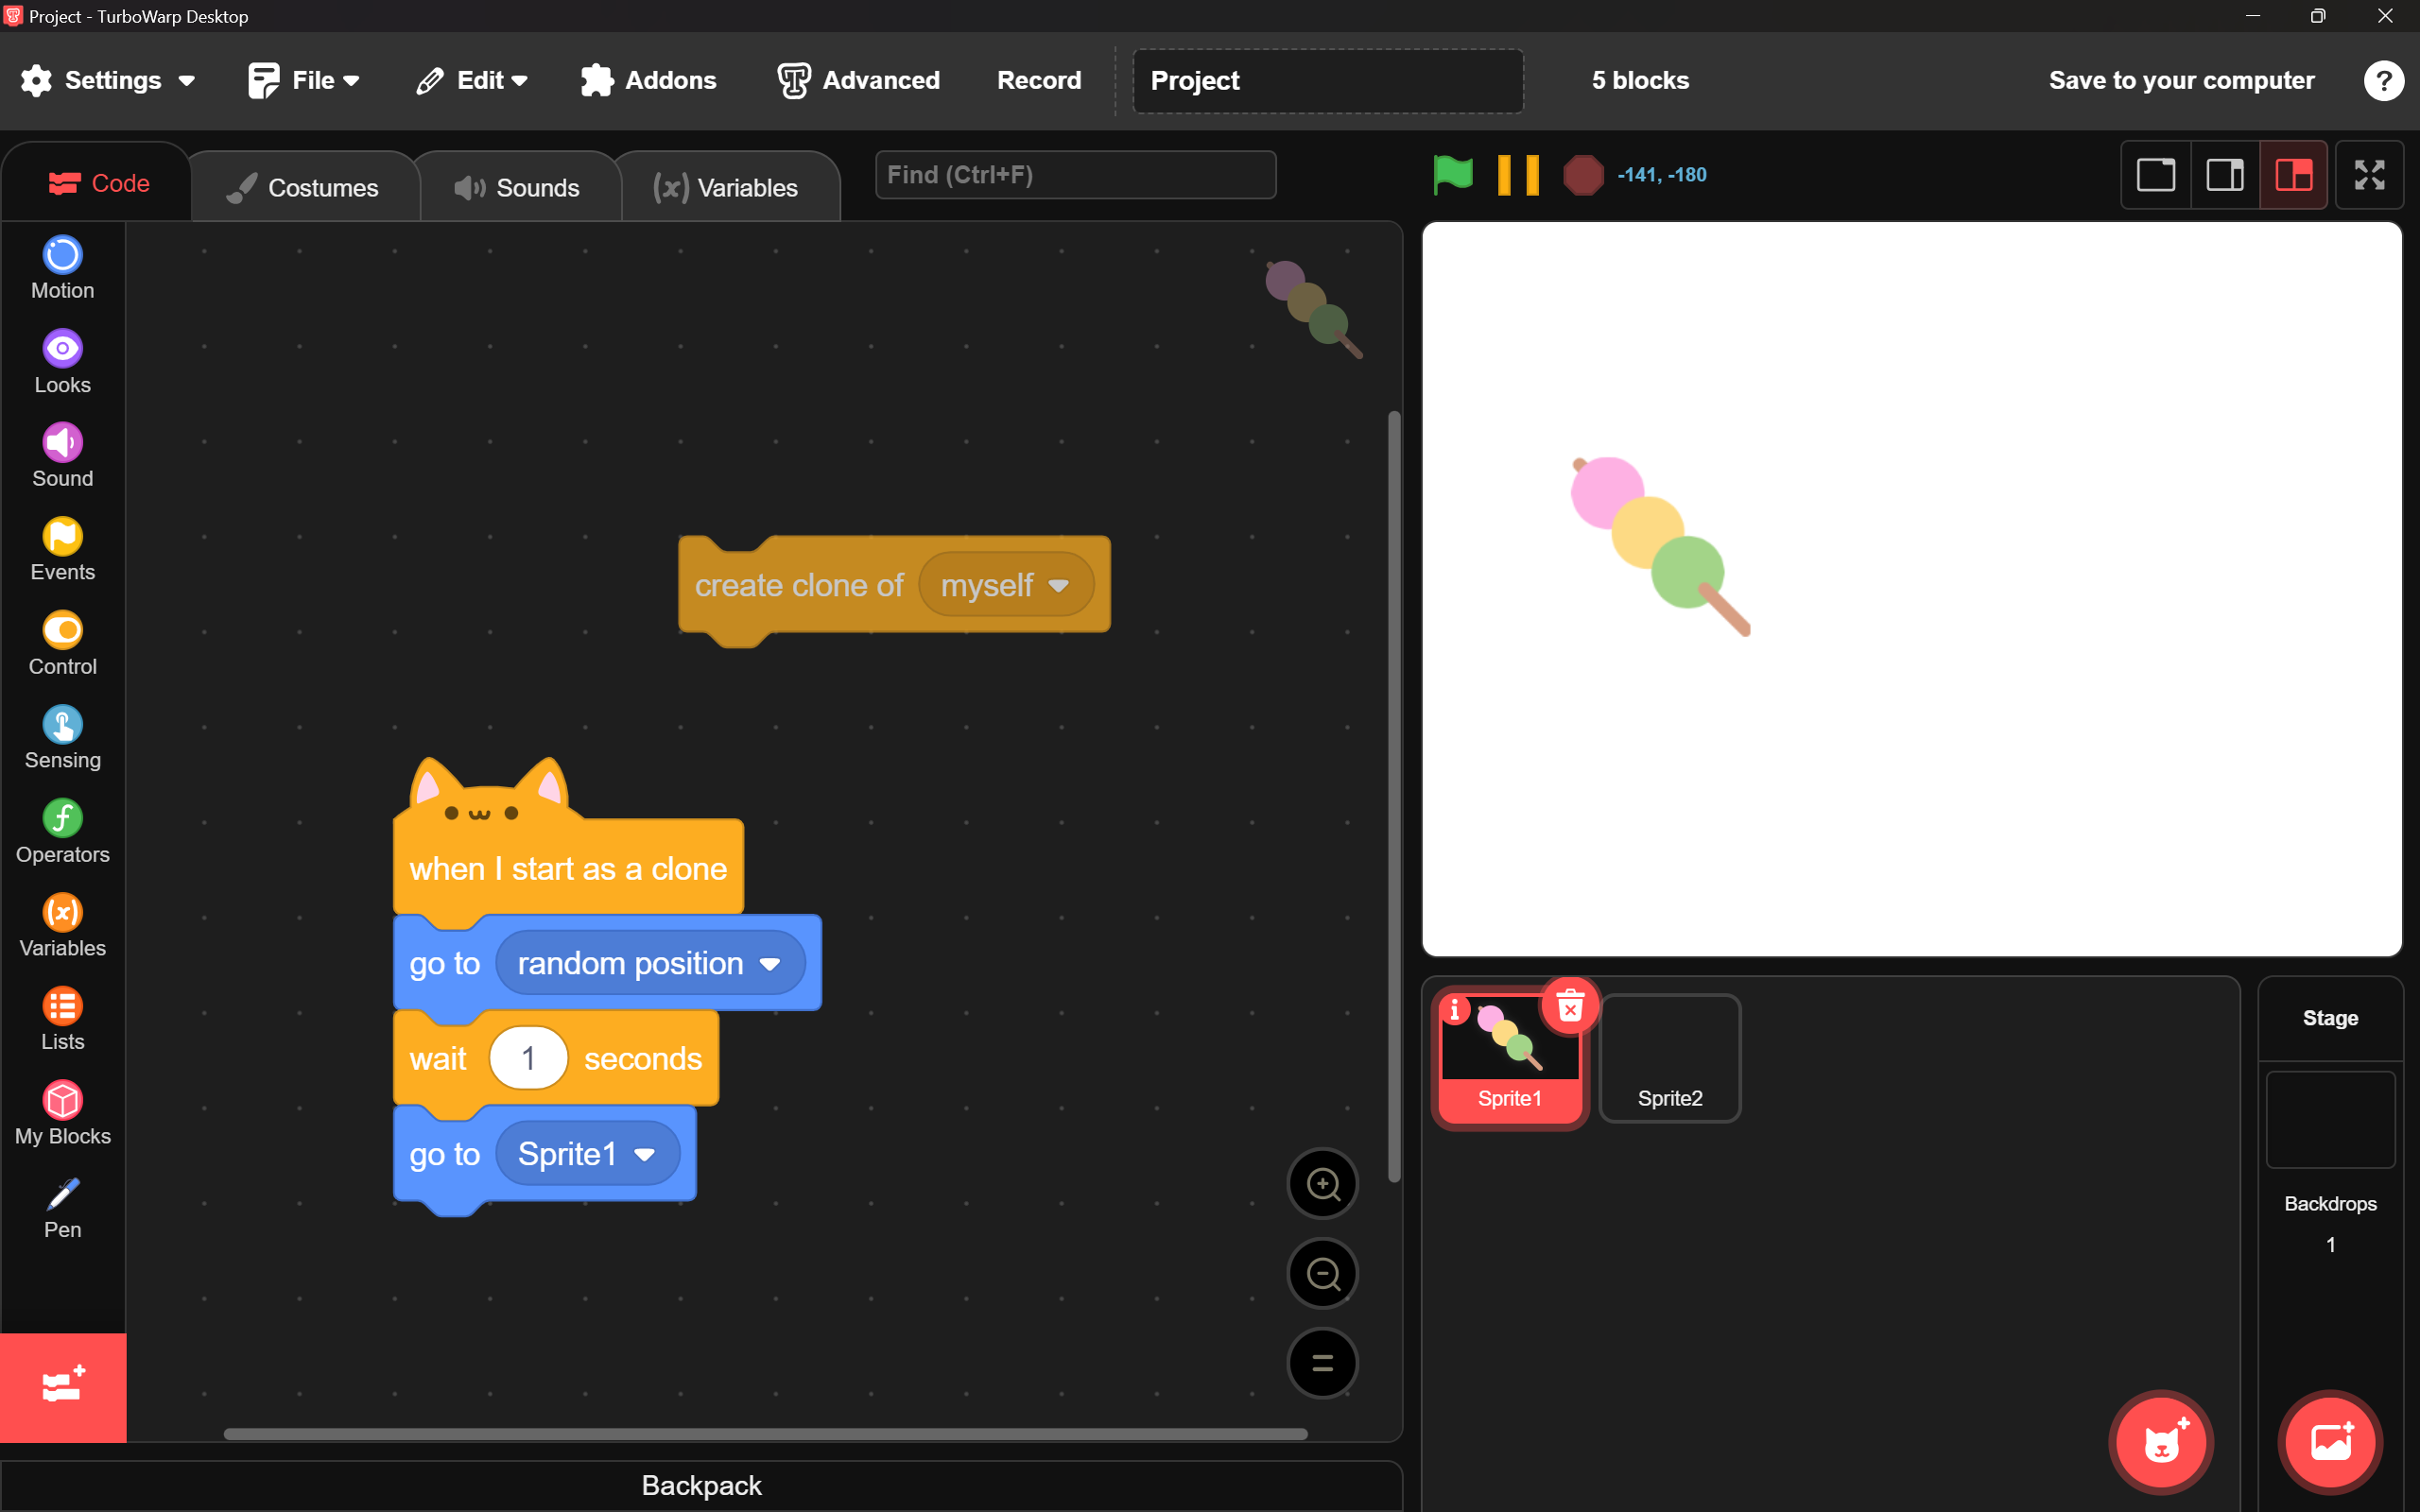 Project - TurboWarp Desktop
Settings File Edit Addons Advanced Record Project 5 blocks Save to your computer ?
Code Costumes Sounds Variables Find (Ctrl+F) -141, -180
Motion
Looks
Sound
Events
Control
Sensing
Operators
Variables
Lists
My Blocks
Pen
create clone of myself
when I start as a clone
go to random position
wait 1 seconds
go to Sprite1
Sprite1
Sprite2
Stage
Backdrops
1
Backpack